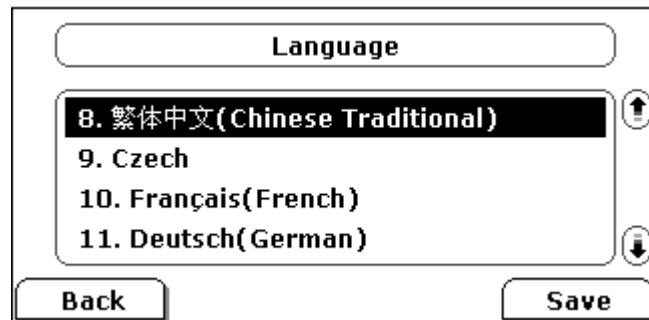 Language
8. 繁体中文(Chinese Traditional)
9. Czech
10. Français(French)
11. Deutsch(German)
Back
Save